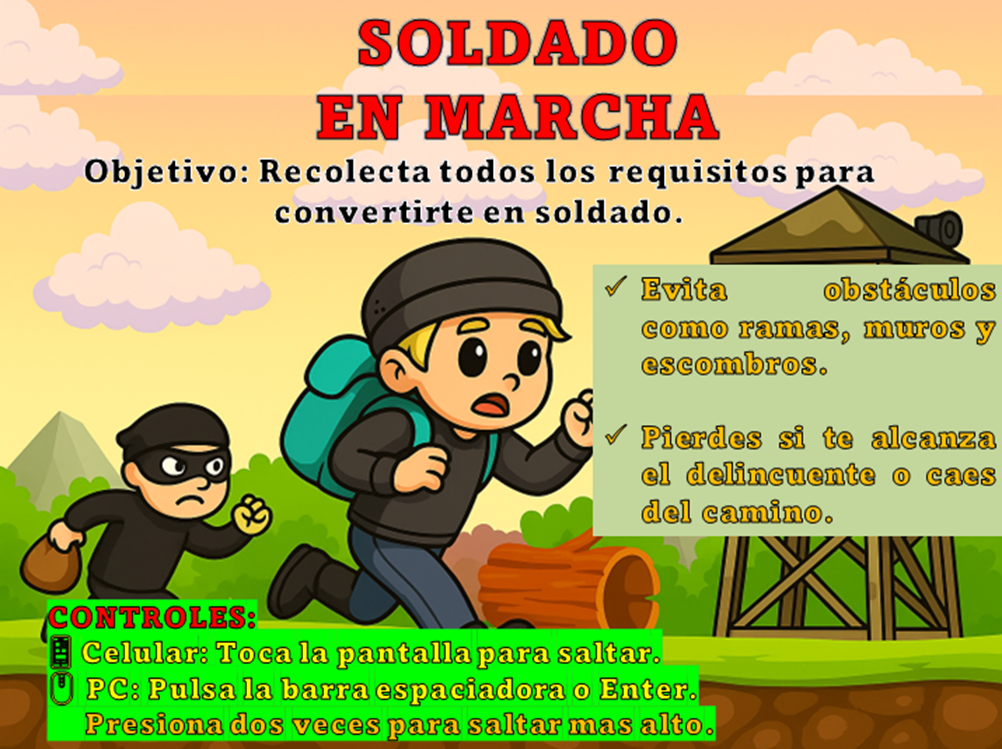 SOLDADO
EN MARCHA
Objetivo: Recolecta todos los requisitos para
convertirte en soldado.
✓ Evita obstáculos
como ramas, muros y
escombros.
✓ Pierdes si te alcanza
el delincuente o caes
del camino.
CONTROLES:
Celular: Toca la pantalla para saltar.
PC: Pulsa la barra espaciadora o Enter.
Presiona dos veces para saltar mas alto.